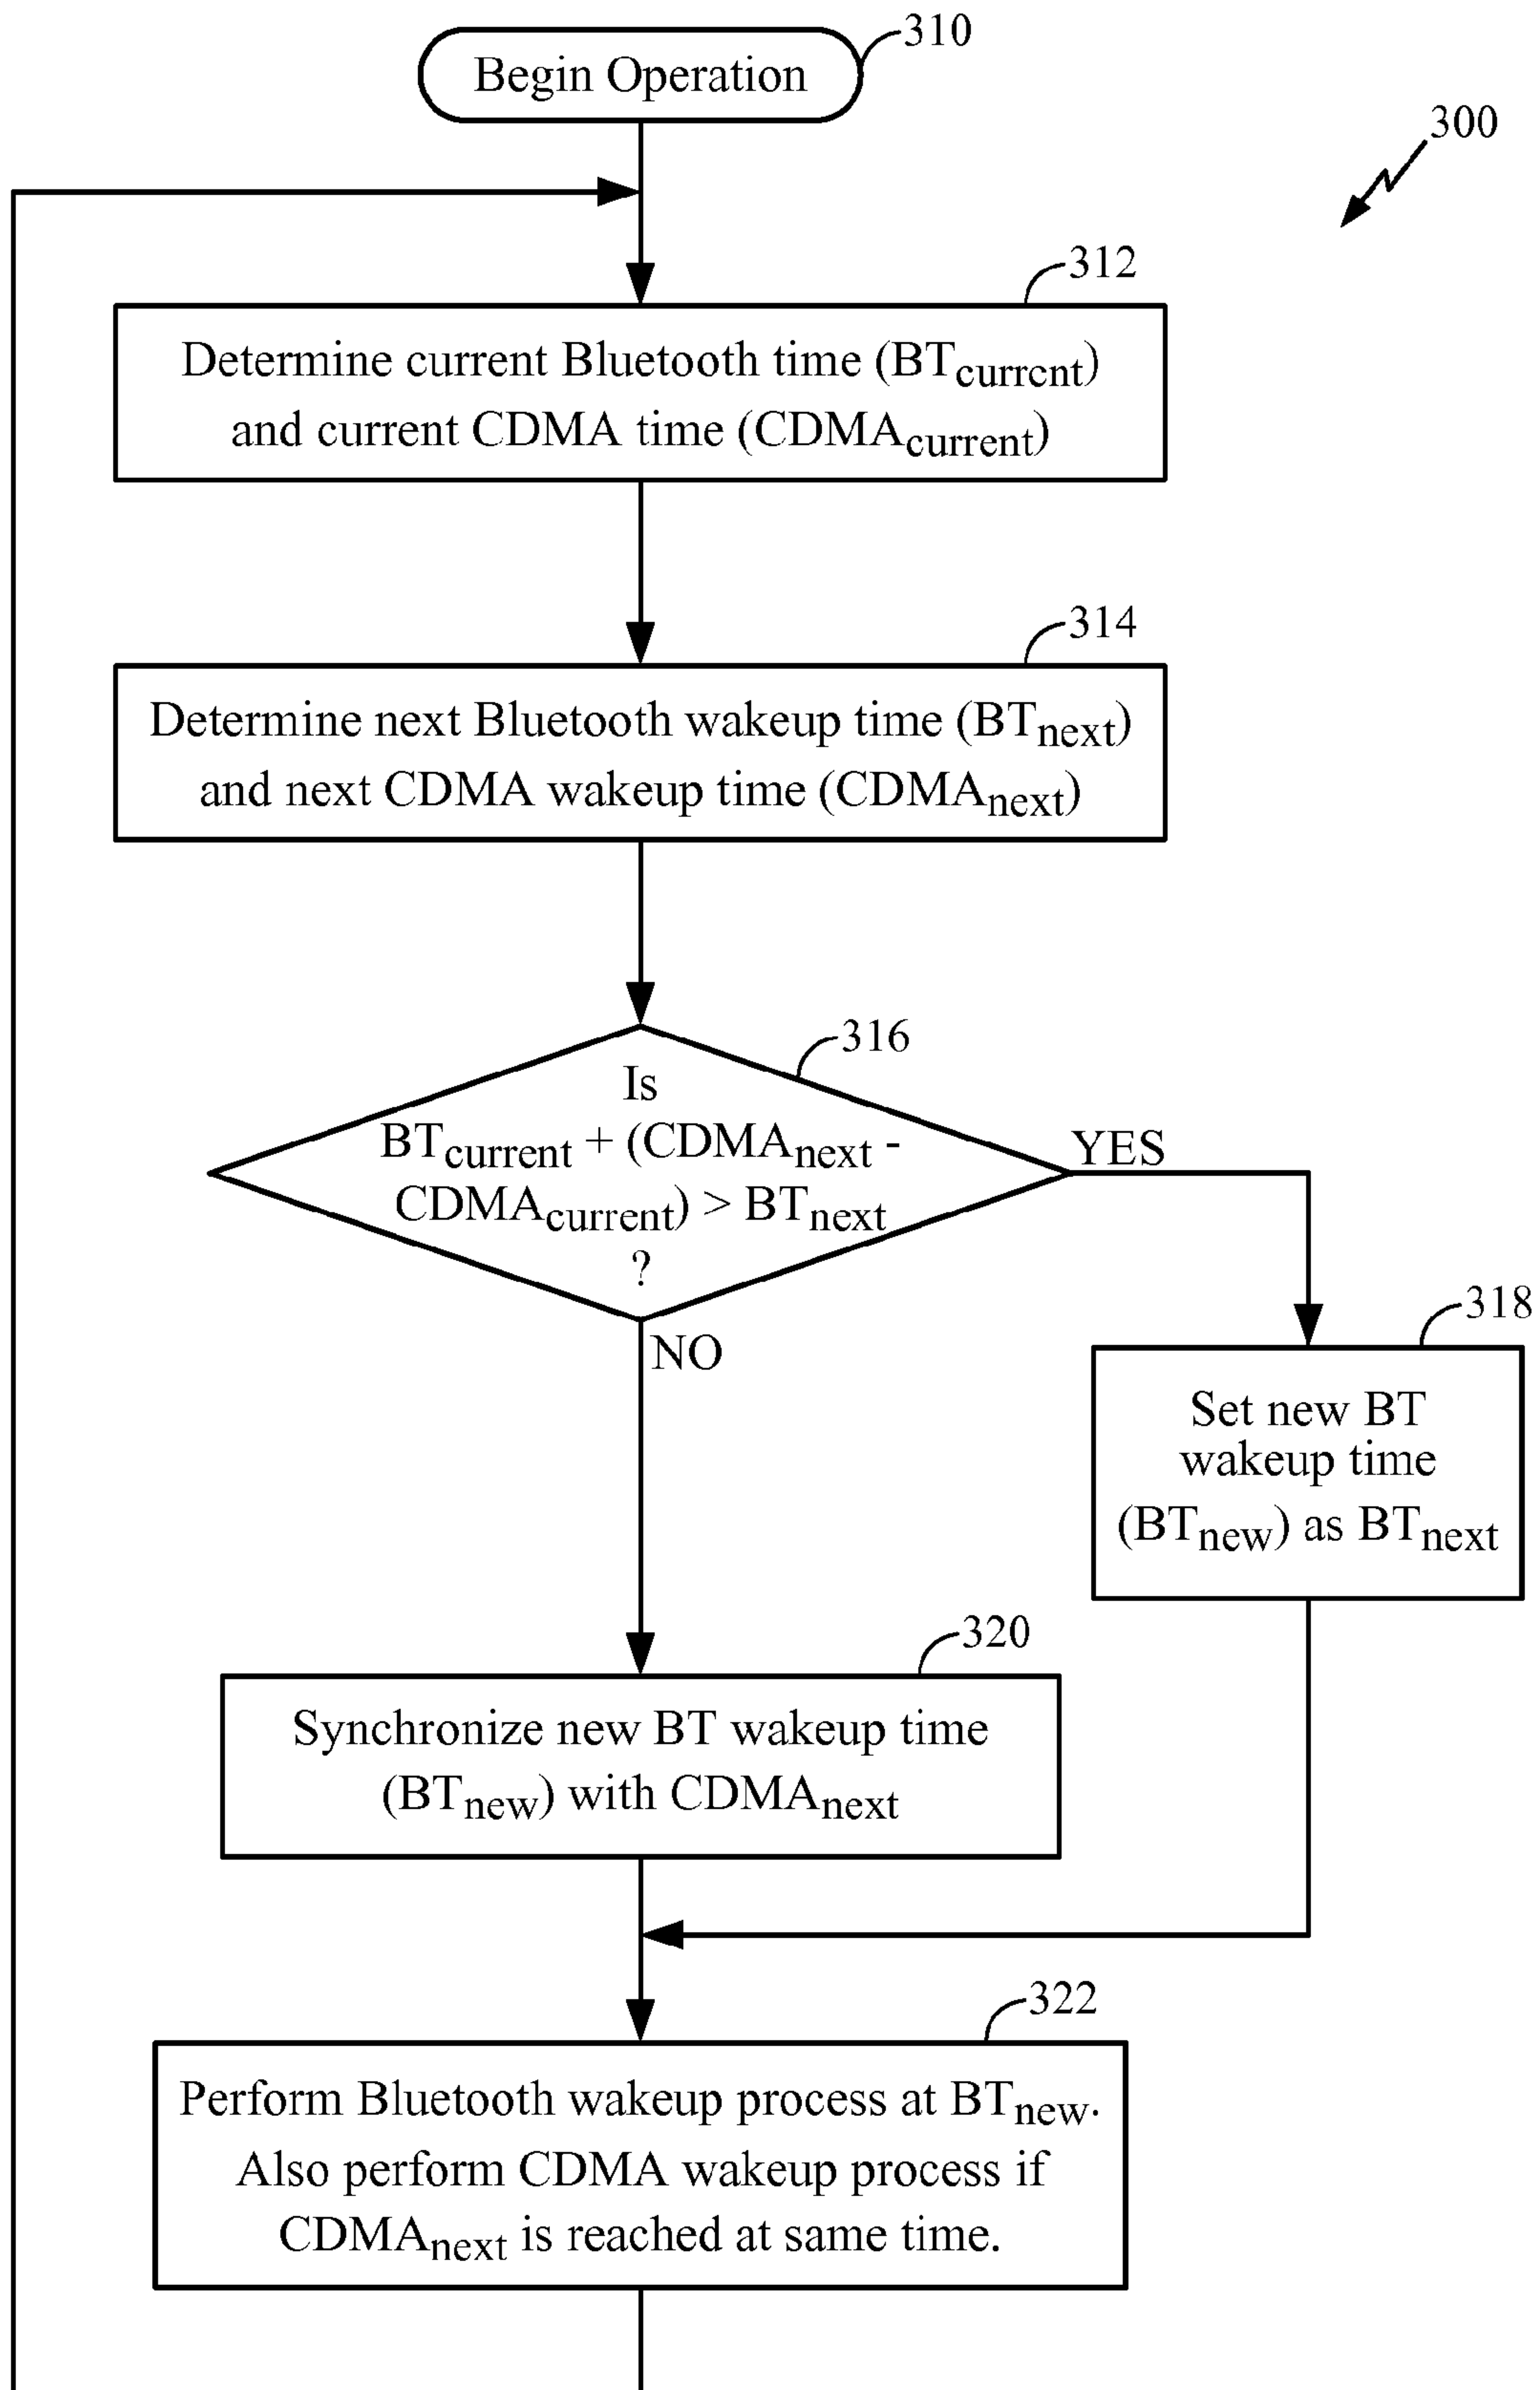 310
Begin Operation
300
312
Determine current Bluetooth time (BTcurrent)
and current CDMA time (CDMAcurrent)
314
Determine next Bluetooth wakeup time (BTnext)
and next CDMA wakeup time (CDMAnext)
316
Is
BTcurrent + (CDMAnext -
CDMAcurrent) > BTnext
?
YES
NO
318
Set new BT
wakeup time
(BTnew) as BTnext
320
Synchronize new BT wakeup time
(BTnew) with CDMAnext
322
Perform Bluetooth wakeup process at BTnew.
Also perform CDMA wakeup process if
CDMAnext is reached at same time.